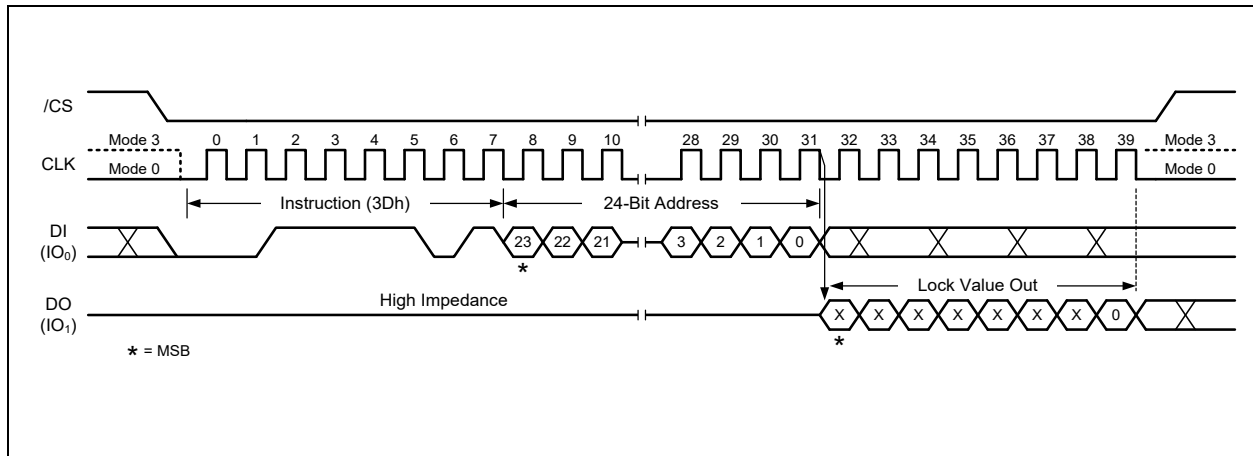 /CS
Mode 3 0 1 2 3 4 5 6 7 8 9 10 28 29 30 31 32 33 34 35 36 37 38 39 Mode 3
CLK
Mode 0 Mode 0
Instruction (3Dh) 24-Bit Address
DI
(IO₀)
23 22 21 3 2 1 0
*
Lock Value Out
High Impedance
DO
(IO₁)
X X X X X X X 0
*
* = MSB